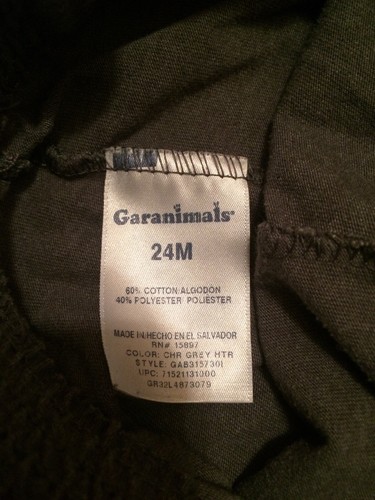 Garanimals
24M
60% COTTON/ALGODON
40% POLYESTER/POLIESTER
MADE IN/HECHO EN EL SALVADOR
RN# 15897
COLOR: CHR GREY HTR
STYLE: GAB315730I
UPC: 71521131000
GR32L4873079